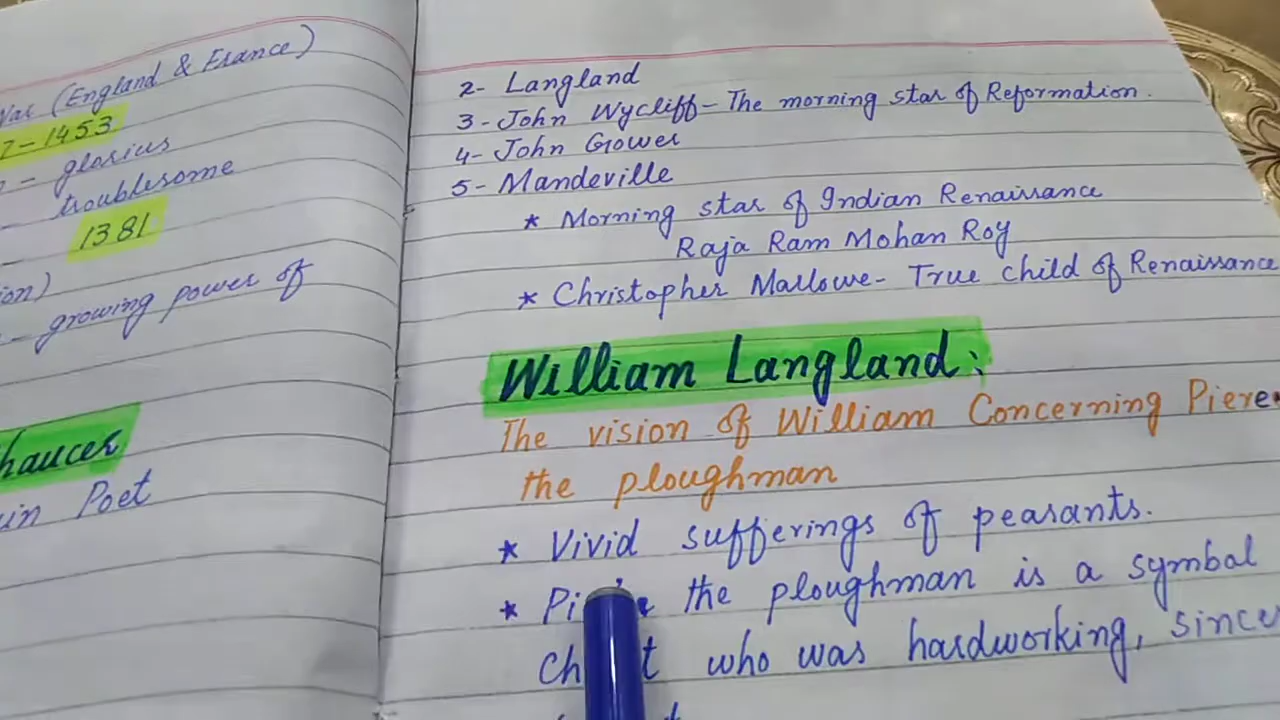 War (England & France)
7-1453
- glorius
troublesome
1381
ion)
- growing power of
haucer
Poet
2- Langland
3- John Wycliff- The morning star of Reformation.
4- John Gower
5- Mandeville
* Morning star of Indian Renaissance
Raja Ram Mohan Roy
* Christopher Marlowe- True child of Renaissance
William Langland:
The vision of William Concerning Piere
the ploughman
* Vivid sufferings of peasants.
* the ploughman is a symbol
who was hardworking, since